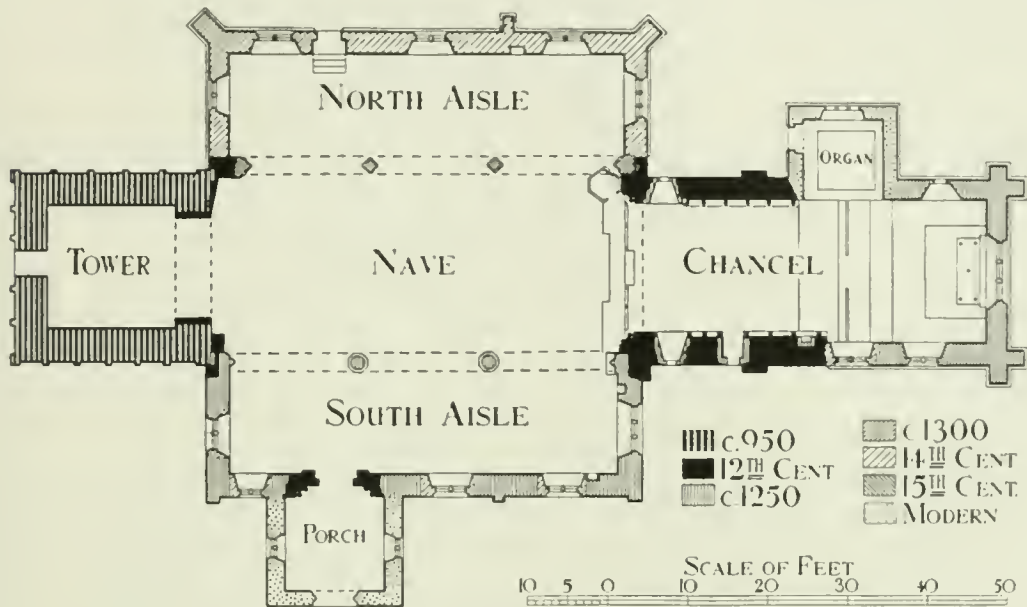 NORTH AISLE
ORGAN
TOWER
NAVE
CHANCEL
SOUTH AISLE
PORCH
c.950
12TH CENT
c.1250
c.1300
14TH CENT
15TH CENT.
MODERN
SCALE OF FEET
10 5 0 10 20 30 40 50